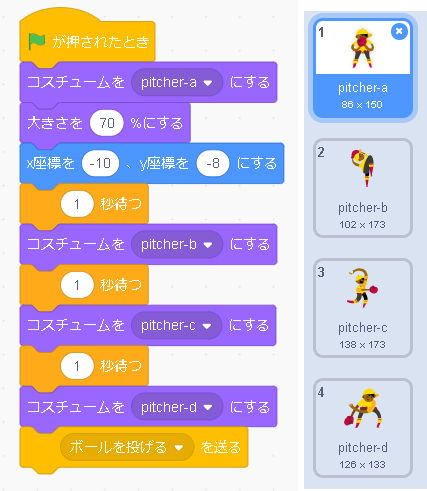 が押されたとき
コスチュームを pitcher-a にする
大きさを 70 %にする
x座標を -10 、y座標を -8 にする
1 秒待つ
コスチュームを pitcher-b にする
1 秒待つ
コスチュームを pitcher-c にする
1 秒待つ
コスチュームを pitcher-d にする
ボールを投げる を送る
1
pitcher-a
86 x 150
2
pitcher-b
102 x 173
3
pitcher-c
138 x 173
4
pitcher-d
126 x 133